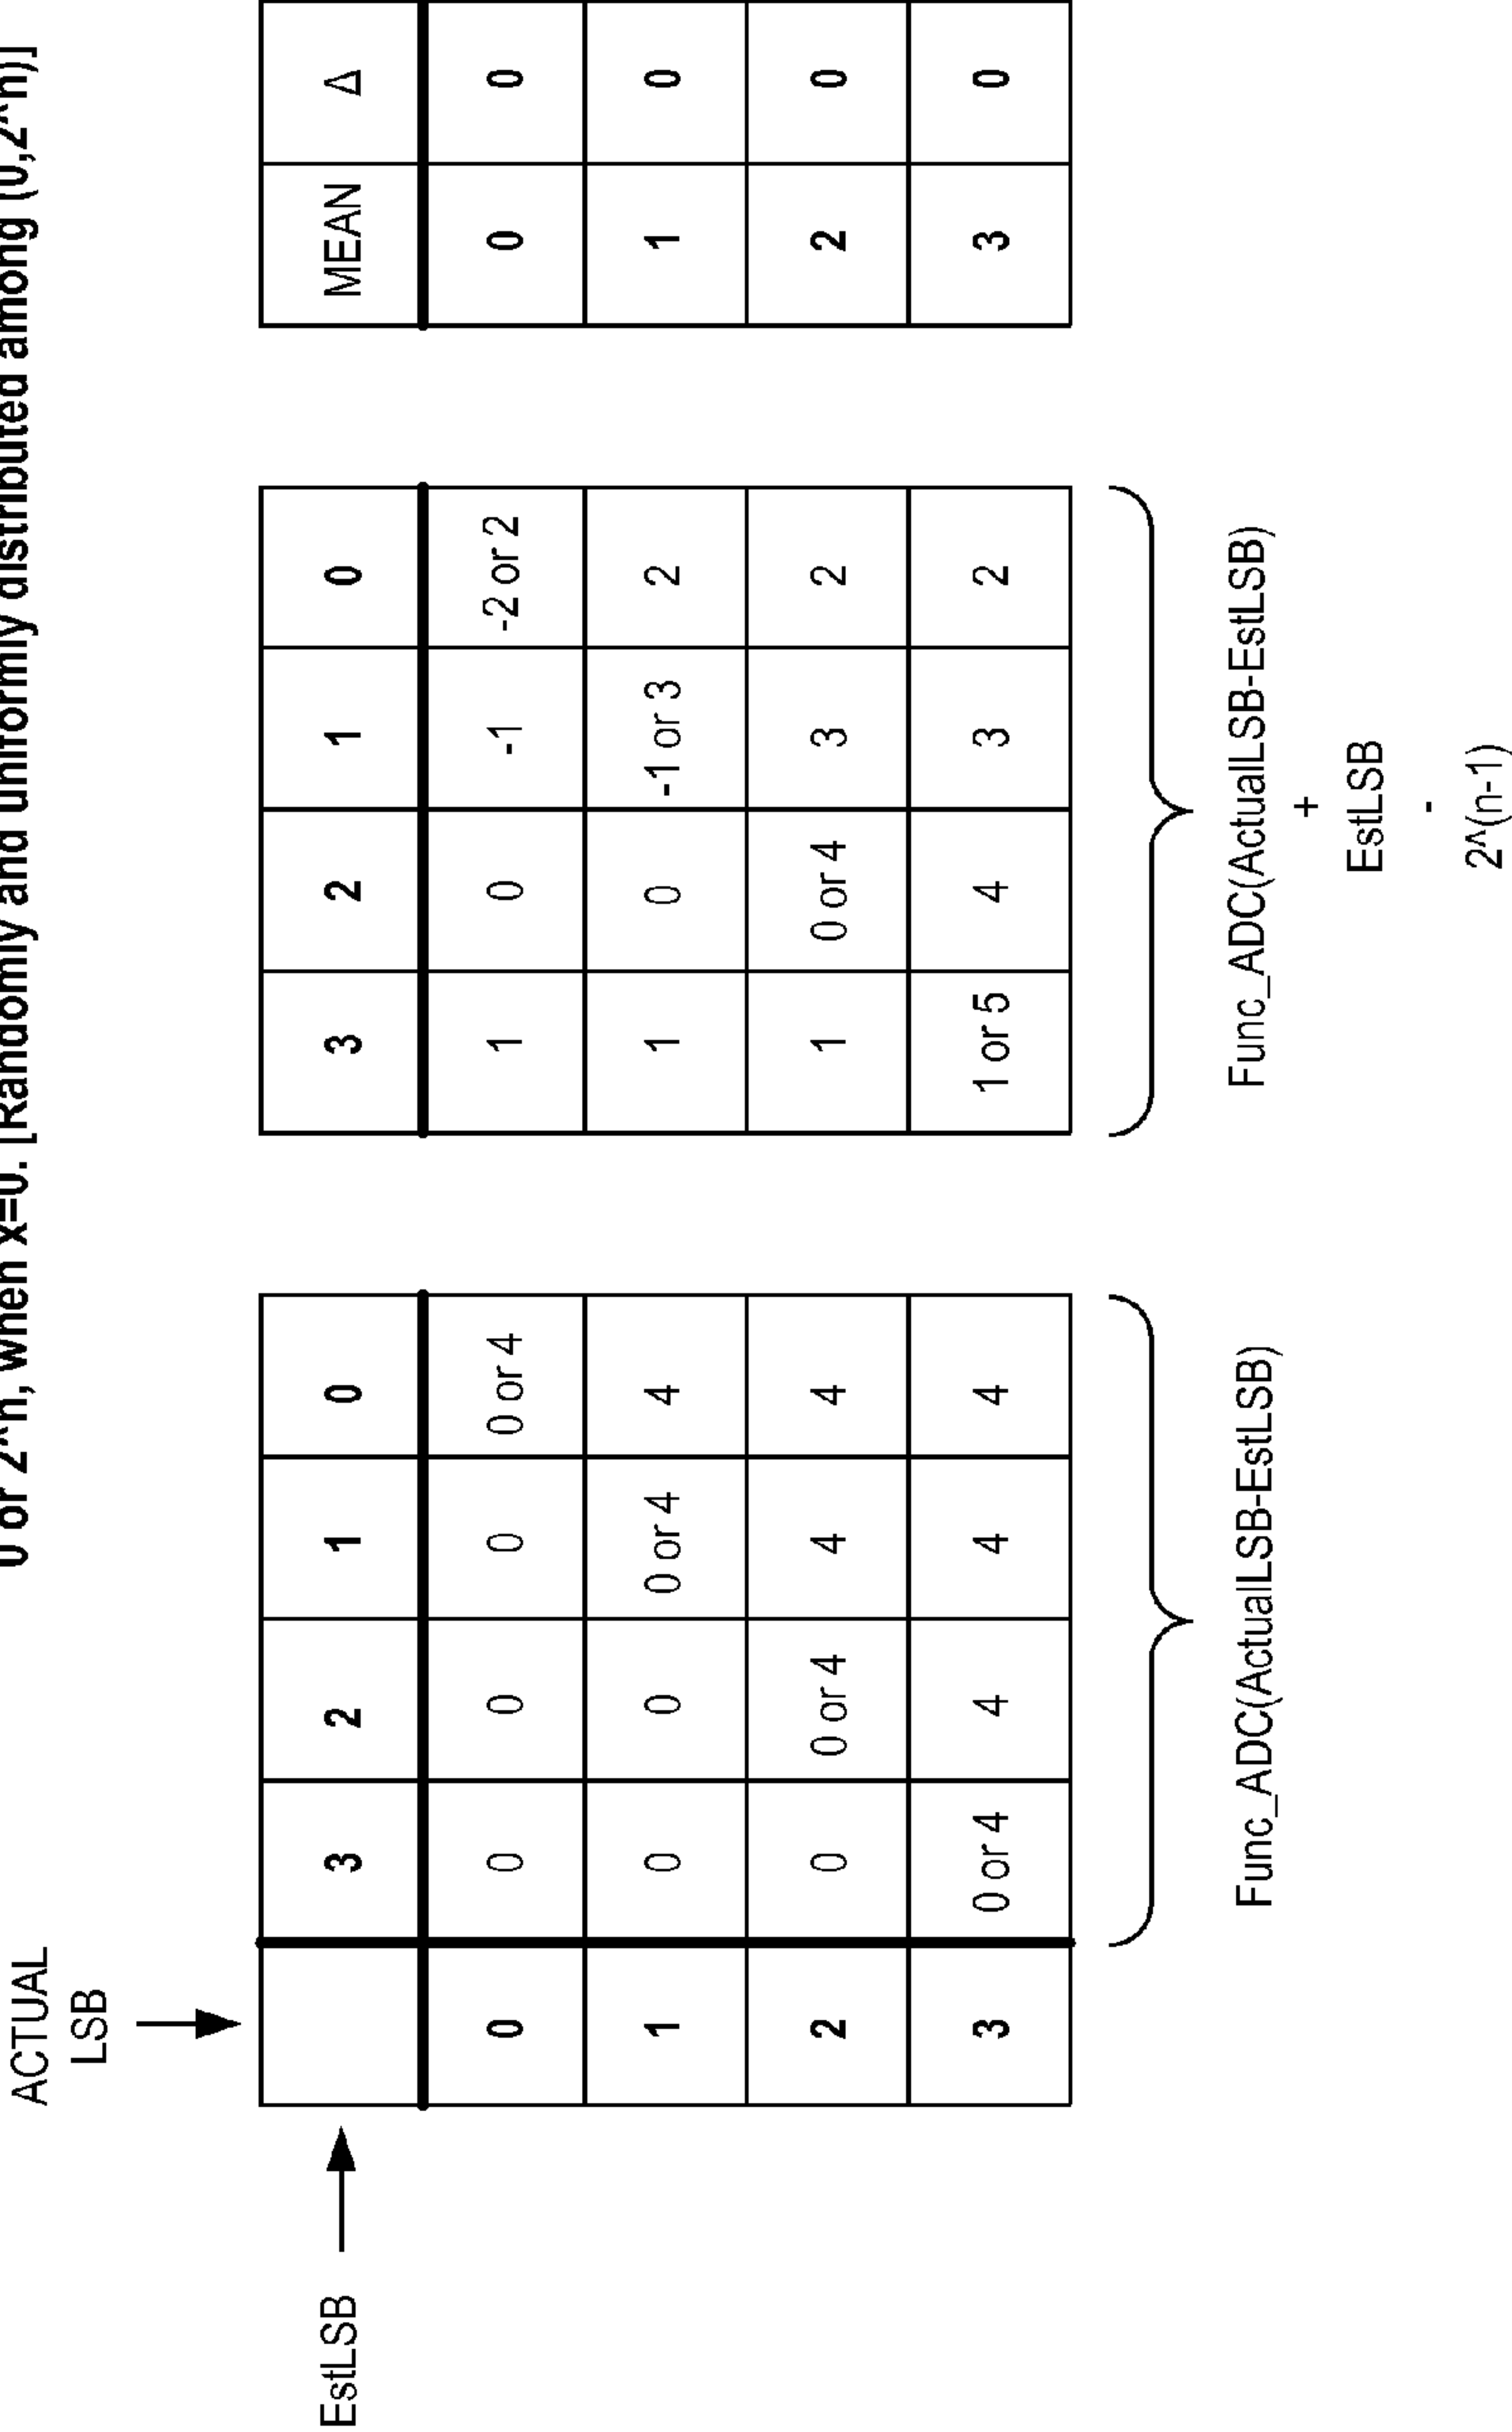 0 or 2^n, when x=0. [Randomly and uniformly distributed among (0,2^n)]
ACTUAL
LSB
EstLSB
3 2 1 0 3 2 1 0 MEAN Δ
0 0 0 0 0 or 4 1 0 -1 -2 or 2 0 0
1 0 0 0 or 4 4 1 0 -1 or 3 2 1 0
2 0 0 or 4 4 4 1 0 or 4 3 2 2 0
3 0 or 4 4 4 4 1 or 5 4 3 2 3 0
Func_ADC(ActualLSB-EstLSB)
Func_ADC(ActualLSB-EstLSB)
+
EstLSB
-
2^(n-1)